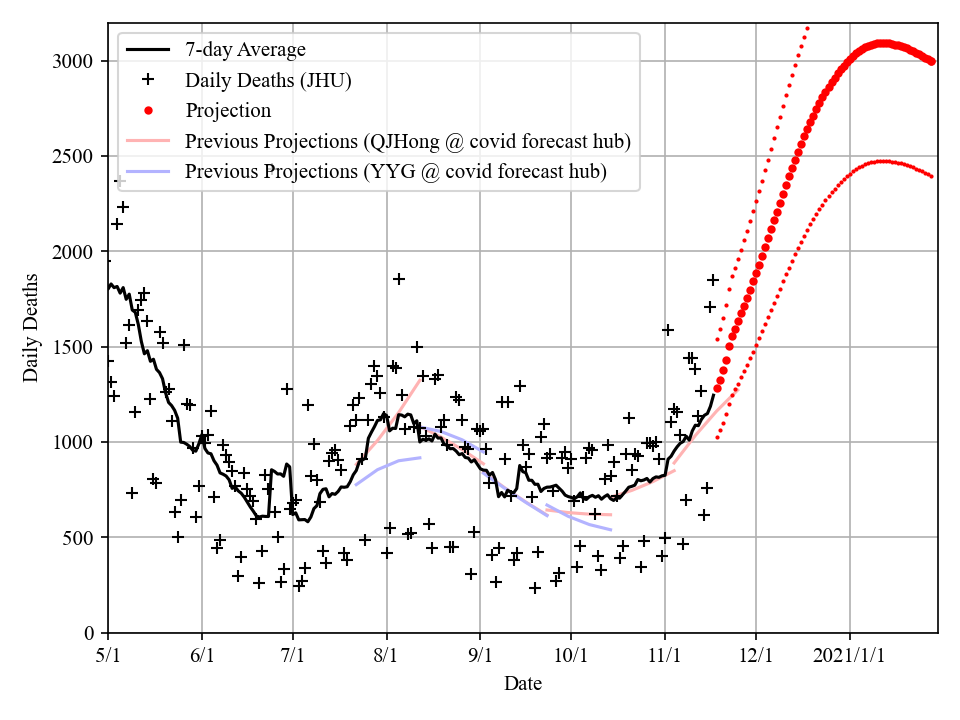 7-day Average
Daily Deaths (JHU)
Projection
Previous Projections (QJHong @ covid forecast hub)
Previous Projections (YYG @ covid forecast hub)
3000
2500
2000
1500
1000
500
0
Daily Deaths
5/1 6/1 7/1 8/1 9/1 10/1 11/1 12/1 2021/1/1
Date